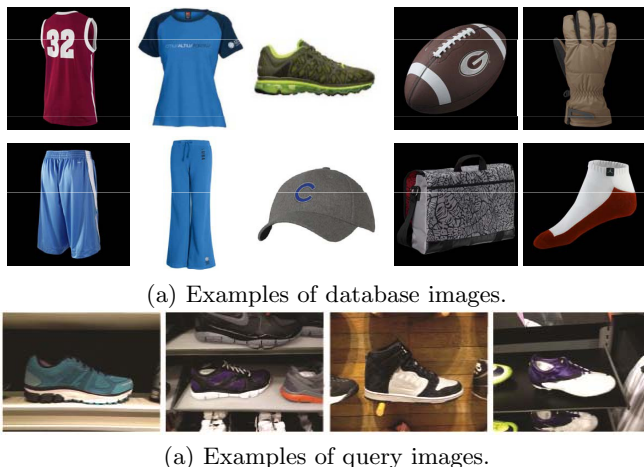 32
G
C
(a) Examples of database images.
(a) Examples of query images.